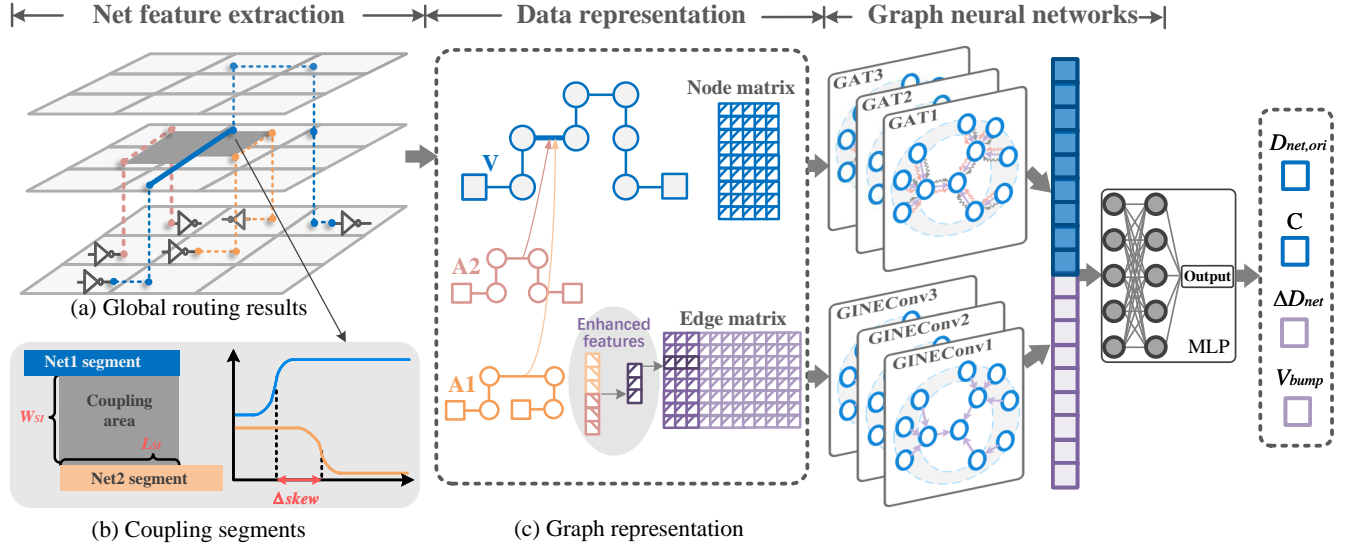 Net feature extraction
Data representation
Graph neural networks
(a) Global routing results
Net1 segment
Coupling
area
W_SI
L_SI
Net2 segment
Δskew
(b) Coupling segments
V
A2
A1
Node matrix
Enhanced
features
Edge matrix
(c) Graph representation
GAT3
GAT2
GAT1
GINEConv3
GINEConv2
GINEConv1
Output
MLP
D_net,ori
C
ΔD_net
V_bump